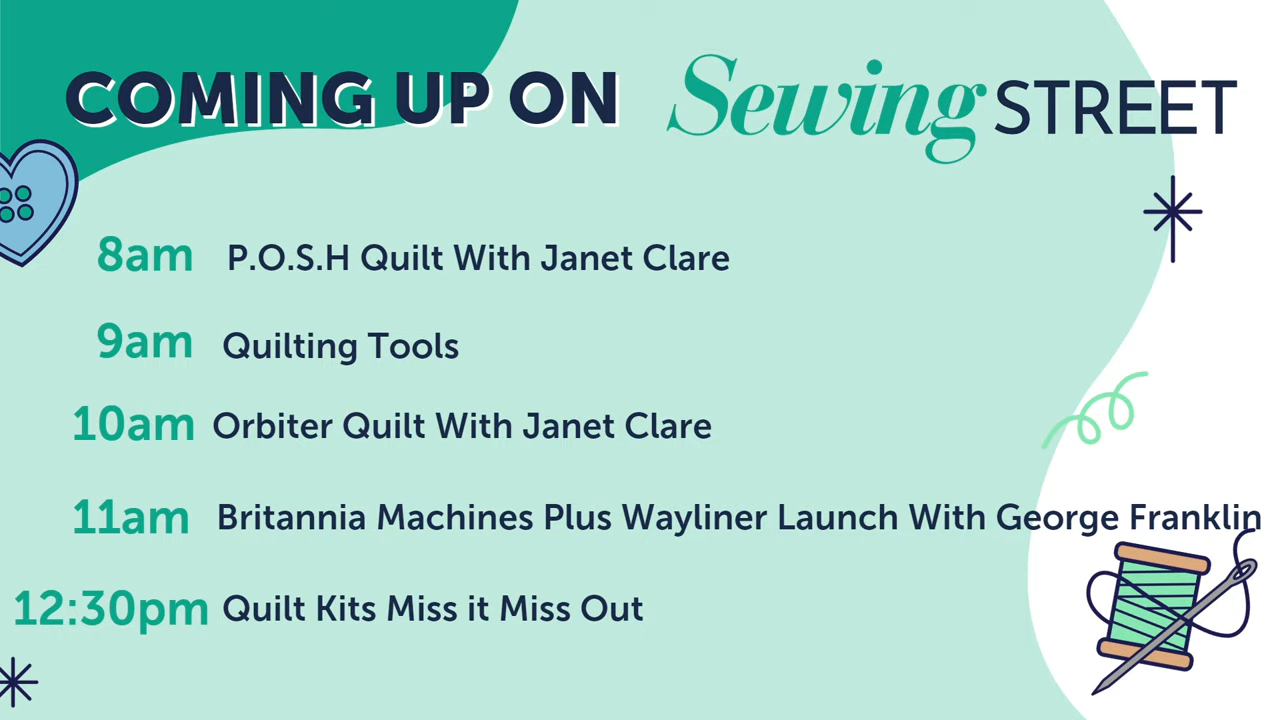 COMING UP ON Sewing STREET
8am P.O.S.H Quilt With Janet Clare
9am Quilting Tools
10am Orbiter Quilt With Janet Clare
11am Britannia Machines Plus Wayliner Launch With George Franklin
12:30pm Quilt Kits Miss it Miss Out